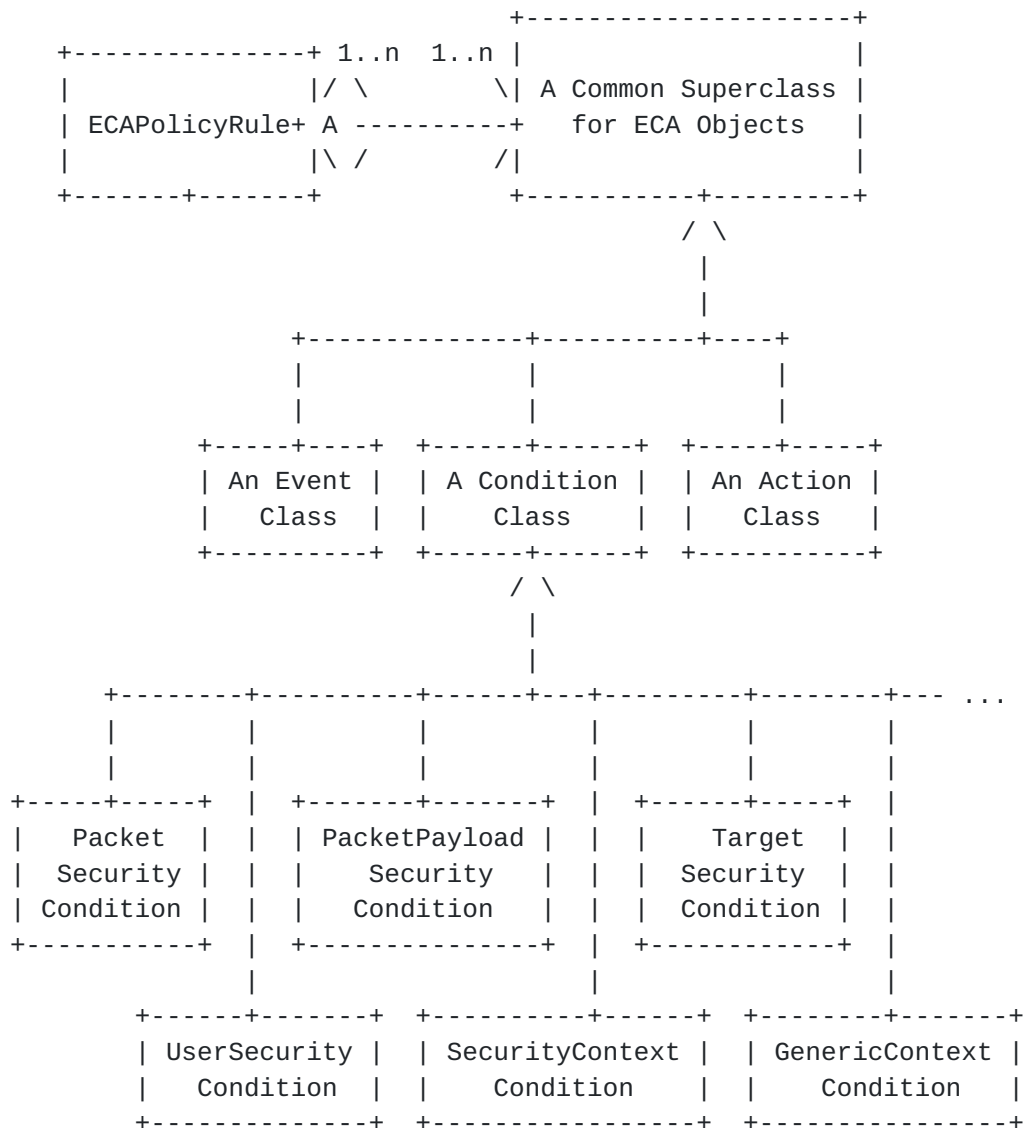 1..n 1..n
A Common Superclass
ECAPolicyRule+ A
for ECA Objects
An Event
Class
A Condition
Class
An Action
Class
...
Packet
Security
Condition
PacketPayload
Security
Condition
Target
Security
Condition
UserSecurity
Condition
SecurityContext
Condition
GenericContext
Condition